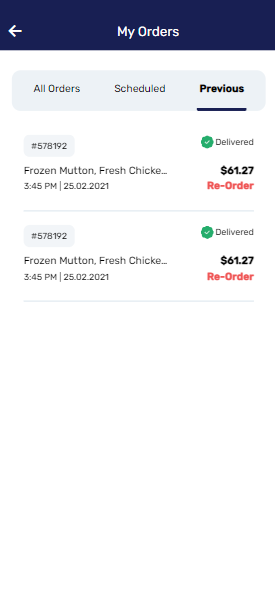 My Orders
All Orders Scheduled Previous
#578192 Delivered
Frozen Mutton, Fresh Chicke... $61.27
3:45 PM | 25.02.2021 Re-Order
#578192 Delivered
Frozen Mutton, Fresh Chicke... $61.27
3:45 PM | 25.02.2021 Re-Order